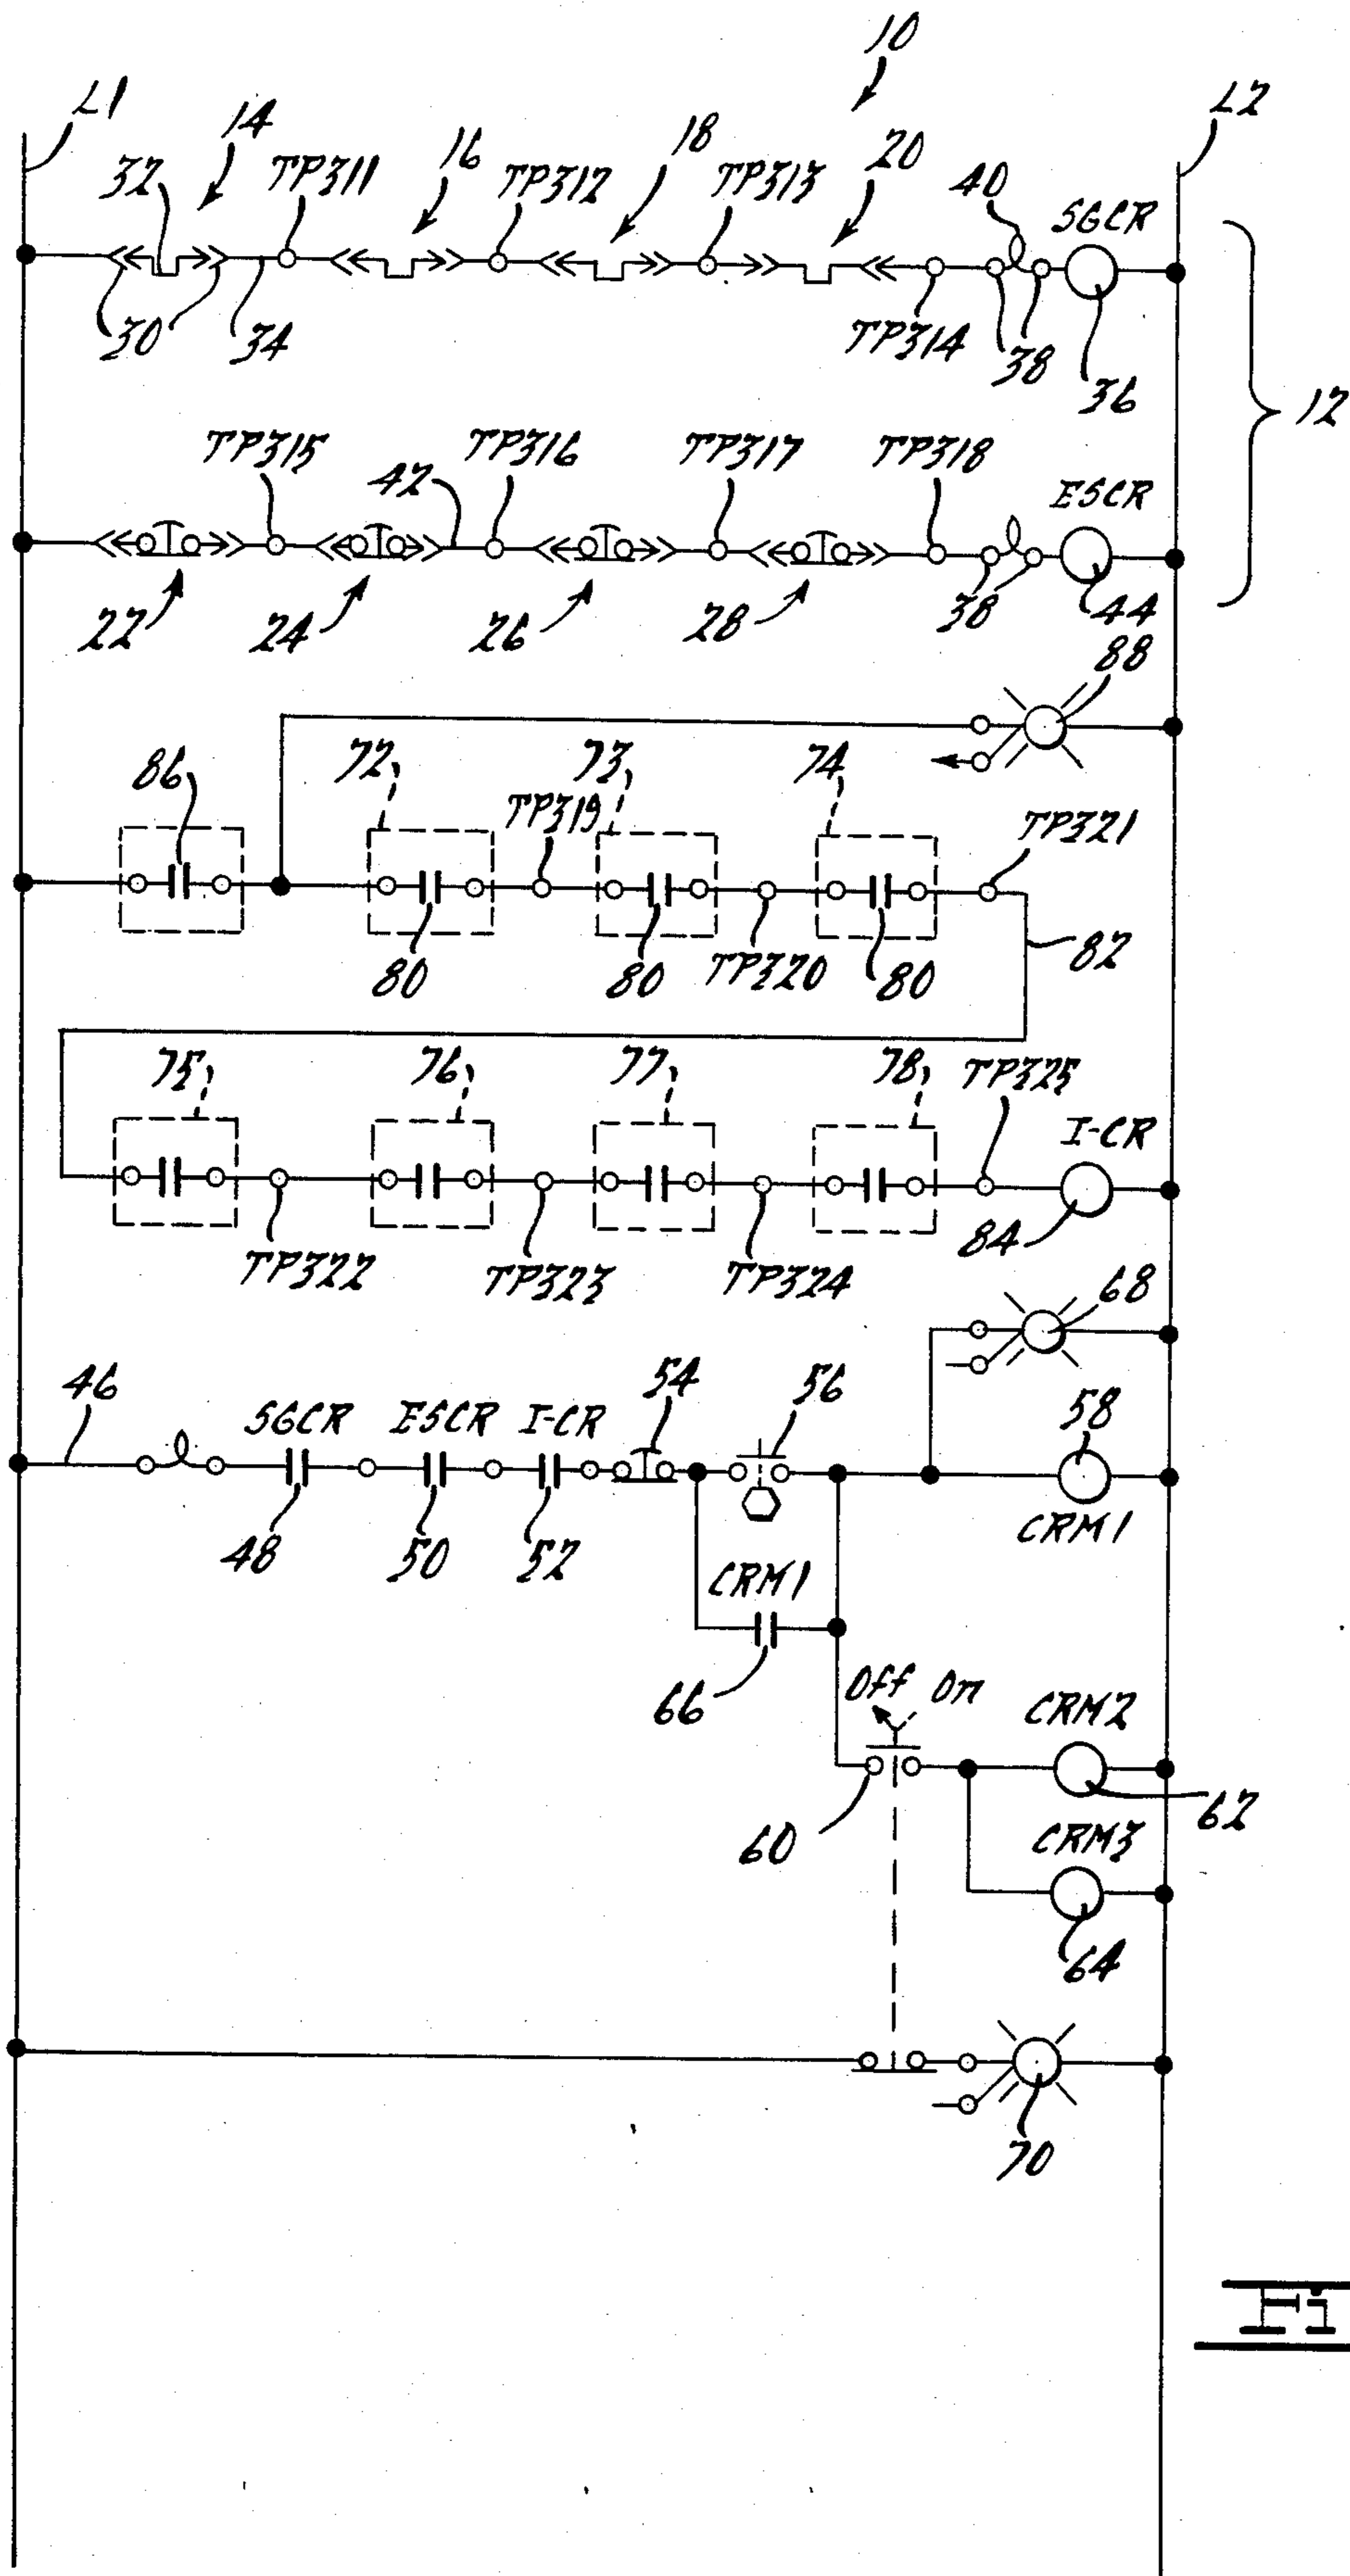 10
L1
L2
14
32
TP311
16
TP312
18
TP313
20
40
SGCR
30
34
TP314
38
36
12
TP315
42
TP316
TP317
TP318
ESCR
22
24
26
28
38
44
88
86
72
TP319
73
74
TP321
80
80
TP320
80
82
75
76
77
78
TP325
I-CR
TP322
TP323
TP324
84
68
46
SGCR
ESCR
I-CR
54
56
58
48
50
52
CRM1
CRM1
66
Off On
CRM2
60
62
CRM3
64
70
Fi